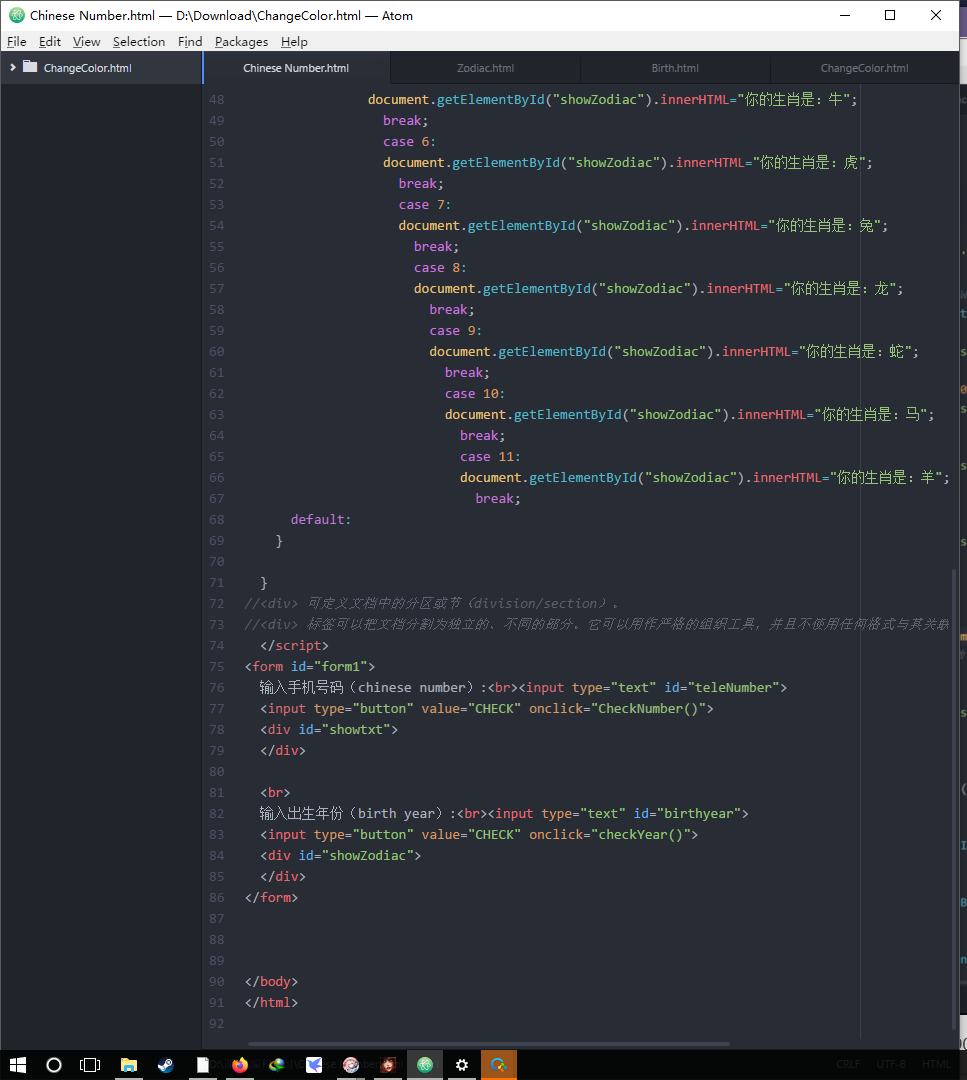 Chinese Number.html — D:\Download\ChangeColor.html — Atom
File Edit View Selection Find Packages Help
ChangeColor.html
Chinese Number.html Zodiac.html Birth.html ChangeColor.html
48 document.getElementById("showZodiac").innerHTML="你的生肖是：牛";
49 break;
50 case 6:
51 document.getElementById("showZodiac").innerHTML="你的生肖是：虎";
52 break;
53 case 7:
54 document.getElementById("showZodiac").innerHTML="你的生肖是：兔";
55 break;
56 case 8:
57 document.getElementById("showZodiac").innerHTML="你的生肖是：龙";
58 break;
59 case 9:
60 document.getElementById("showZodiac").innerHTML="你的生肖是：蛇";
61 break;
62 case 10:
63 document.getElementById("showZodiac").innerHTML="你的生肖是：马";
64 break;
65 case 11:
66 document.getElementById("showZodiac").innerHTML="你的生肖是：羊";
67 break;
68 default:
69 }
70
71 }
72 //<div> 可定义文档中的分区或节（division/section）。
73 //<div> 标签可以把文档分割为独立的、不同的部分。它可以用作严格的组织工具，并且不使用任何格式与其关联
74 </script>
75 <form id="form1">
76 输入手机号码（chinese number）:<br><input type="text" id="teleNumber">
77 <input type="button" value="CHECK" onclick="CheckNumber()">
78 <div id="showtxt">
79 </div>
80
81 <br>
82 输入出生年份（birth year）:<br><input type="text" id="birthyear">
83 <input type="button" value="CHECK" onclick="checkYear()">
84 <div id="showZodiac">
85 </div>
86 </form>
87
88
89
90 </body>
91 </html>
92
CRLF UTF-8 HTML